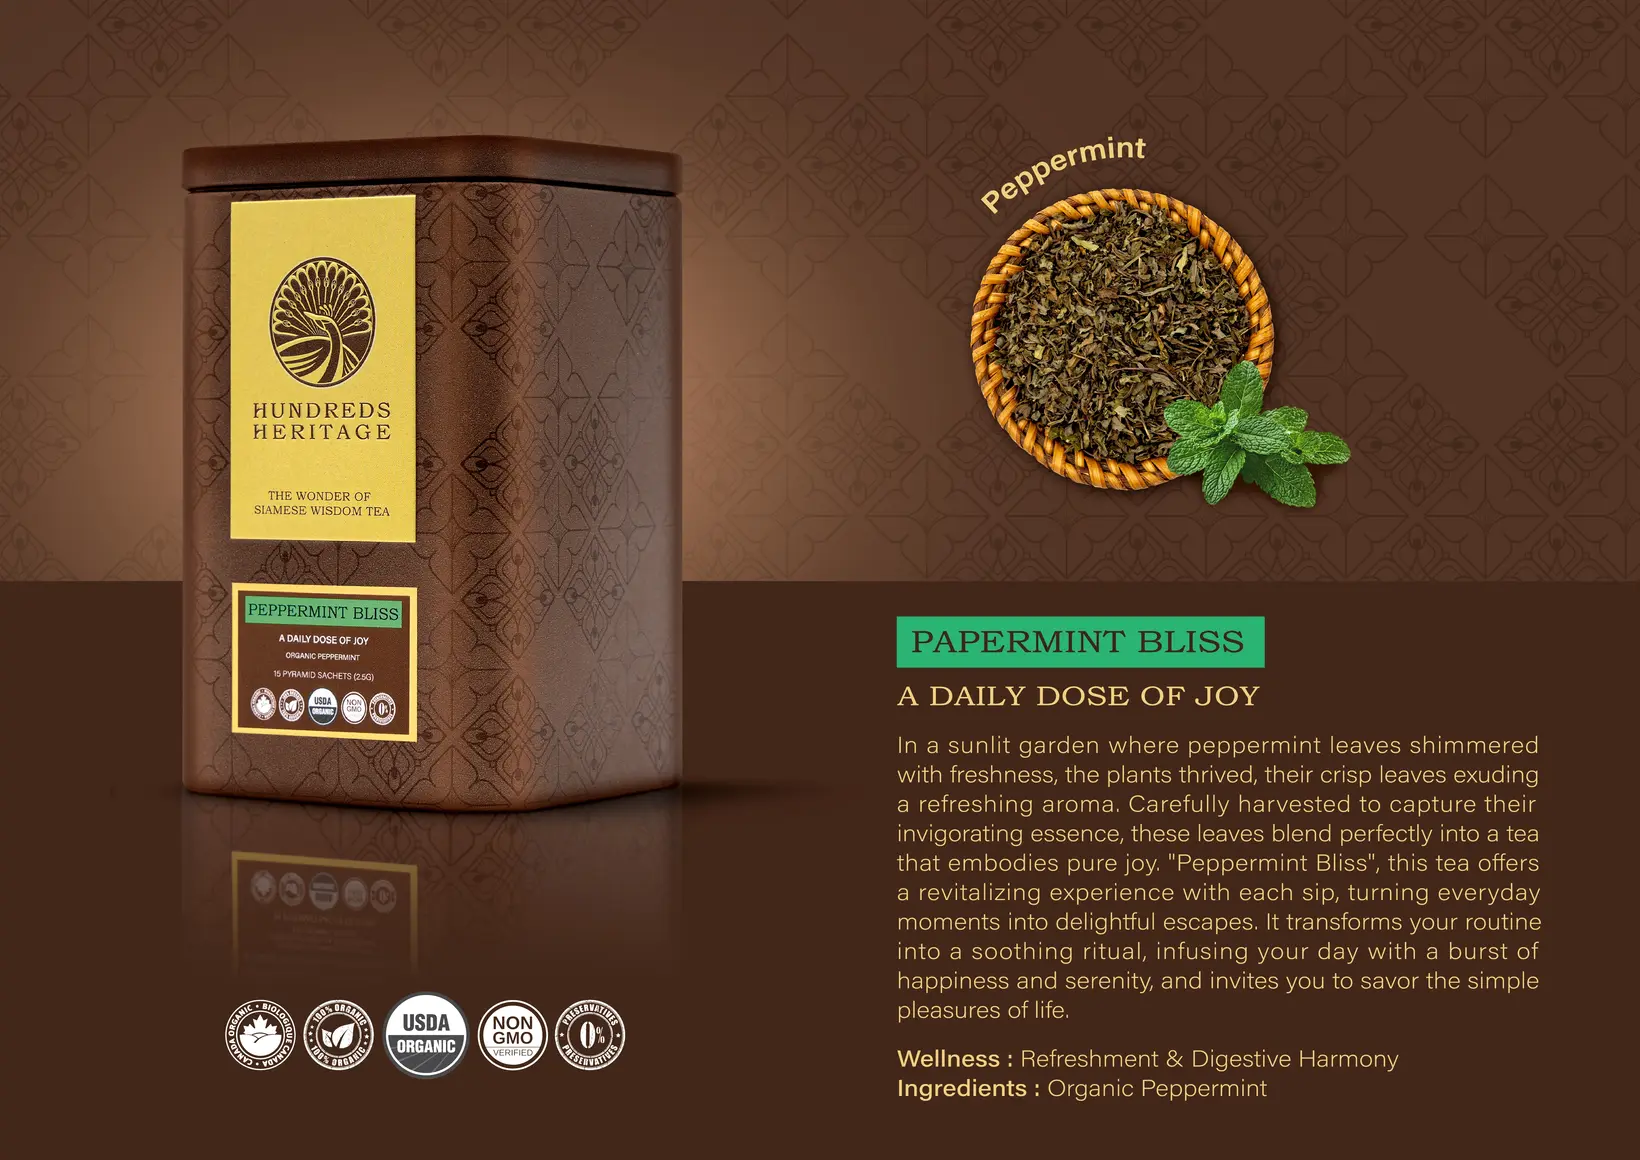 HUNDREDS
HERITAGE
THE WONDER OF
SIAMESE WISDOM TEA
PEPPERMINT BLISS
A DAILY DOSE OF JOY
ORGANIC PEPPERMINT
15 PYRAMID SACHETS (2.5G)
USDA
ORGANIC
NON
GMO
0%
CANADA ORGANIC • BIOLOGIQUE CANADA •
100% ORGANIC
100% ORGANIC
USDA
ORGANIC
NON
GMO
VERIFIED
PRESERVATIVES
0%
PRESERVATIVES
Peppermint
PAPERMINT BLISS
A DAILY DOSE OF JOY
In a sunlit garden where peppermint leaves shimmered
with freshness, the plants thrived, their crisp leaves exuding
a refreshing aroma. Carefully harvested to capture their
invigorating essence, these leaves blend perfectly into a tea
that embodies pure joy. "Peppermint Bliss", this tea offers
a revitalizing experience with each sip, turning everyday
moments into delightful escapes. It transforms your routine
into a soothing ritual, infusing your day with a burst of
happiness and serenity, and invites you to savor the simple
pleasures of life.
Wellness : Refreshment & Digestive Harmony
Ingredients : Organic Peppermint